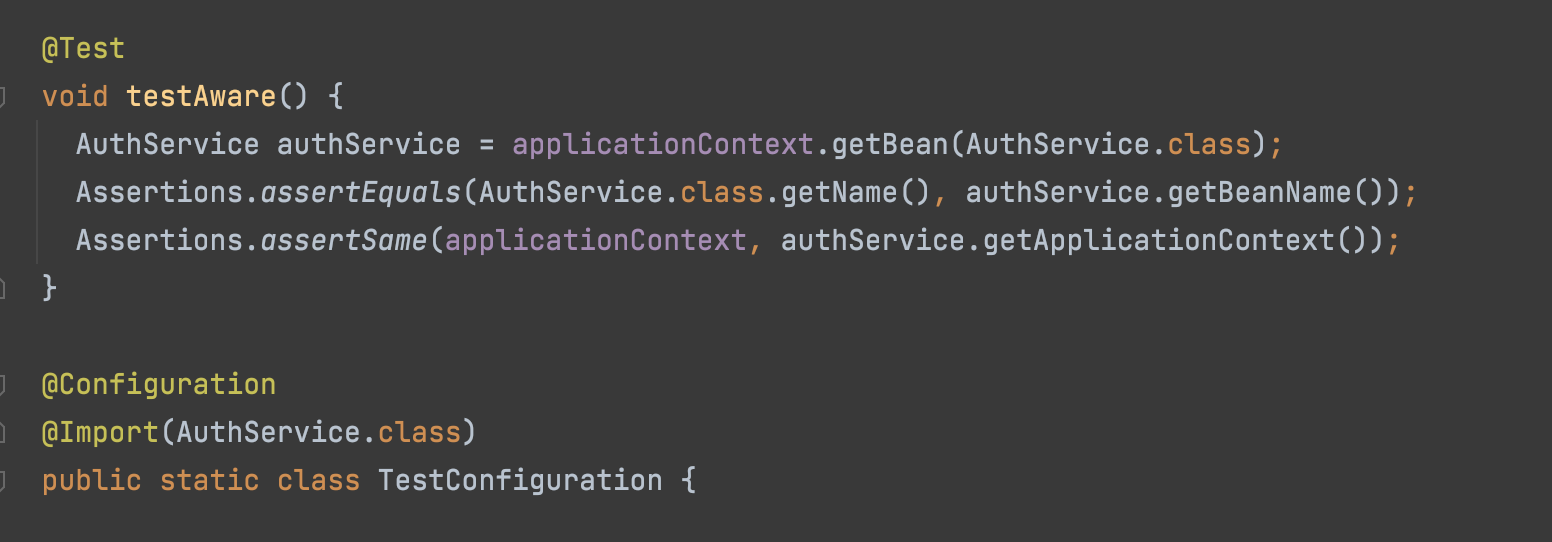 @Test
void testAware() {
AuthService authService = applicationContext.getBean(AuthService.class);
Assertions.assertEquals(AuthService.class.getName(), authService.getBeanName());
Assertions.assertSame(applicationContext, authService.getApplicationContext());
}
@Configuration
@Import(AuthService.class)
public static class TestConfiguration {